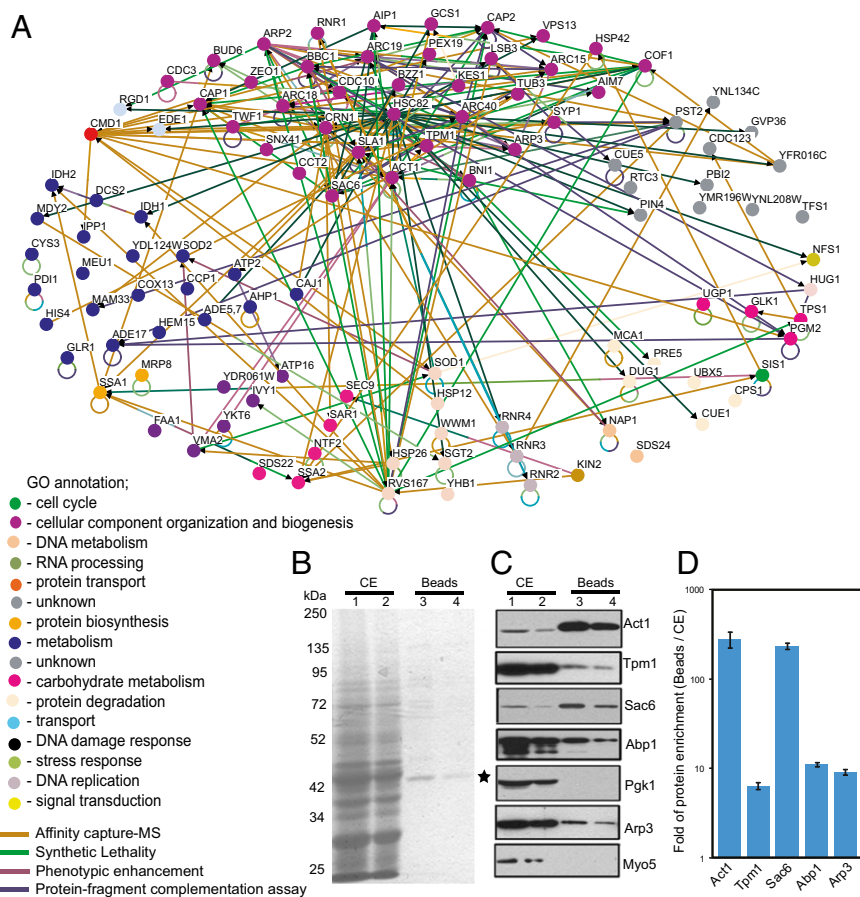 A
AIP1
GCS1
CAP2
RNR1
ARP2
VPS13
HSP42
BUD6
BBC1
ARC19
PEX19
LSB3
COF1
CDC3
ZEO1
CDC10
BZZ1
KES1
ARC15
AIM7
YNL134C
RGD1
CAP1
ARC18
HSC82
TUB3
PST2
GVP36
CMD1
EDE1
TWF1
CRN1
ARC40
SYP1
CDC123
SNX41
SLA1
TPM1
ARP3
CUE5
YFR016C
CCT2
ACT1
BNI1
RTC3
PBI2
IDH2
DCS2
SAC6
PIN4
YMR196W
YNL208W
TFS1
MDY2
IPP1
IDH1
CYS3
YDL124W
SOD2
NFS1
MEU1
ATP2
PDI1
COX13
CCP1
CAJ1
HUG1
HIS4
MAM33
ADE5,7
AHP1
UGP1
GLK1
TPS1
ADE17
HEM15
PGM2
GLR1
MCA1
PRE5
MRP8
ATP16
SOD1
DUG1
UBX5
SIS1
SSA1
YDR061W
IVY1
SEC9
HSP12
CPS1
FAA1
YKT6
SAR1
WWM1
RNR4
NAP1
CUE1
VMA2
NTF2
HSP26
SGT2
RNR3
SDS24
SDS22
SSA2
RVS167
YHB1
RNR2
KIN2
GO annotation;
- cell cycle
- cellular component organization and biogenesis
- DNA metabolism
- RNA processing
- protein transport
- unknown
- protein biosynthesis
- metabolism
- unknown
- carbohydrate metabolism
- protein degradation
- transport
- DNA damage response
- stress response
- DNA replication
- signal transduction
Affinity capture-MS
Synthetic Lethality
Phenotypic enhancement
Protein-fragment complementation assay
B
CE Beads
kDa 1 2 3 4
250
135
95
72
52
42
34
25
C
CE Beads
1 2 3 4
Act1
Tpm1
Sac6
Abp1
Pgk1
Arp3
Myo5
D
Fold of protein enrichment (Beads / CE)
1000
100
10
1
Act1 Tpm1 Sac6 Abp1 Arp3